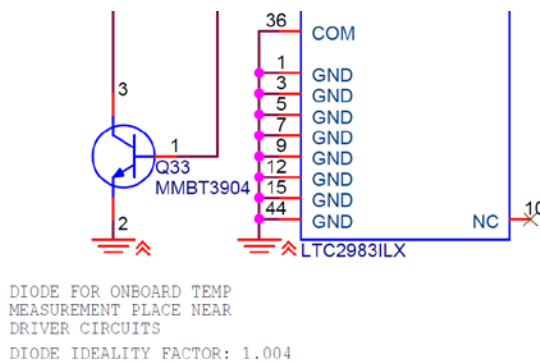 36
COM
1
GND
3
GND
5
GND
7
GND
9
GND
12
GND
15
GND
44
GND
NC
10
LTC2983ILX
3
1
Q33
MMBT3904
2
DIODE FOR ONBOARD TEMP
MEASUREMENT PLACE NEAR
DRIVER CIRCUITS
DIODE IDEALITY FACTOR: 1.004